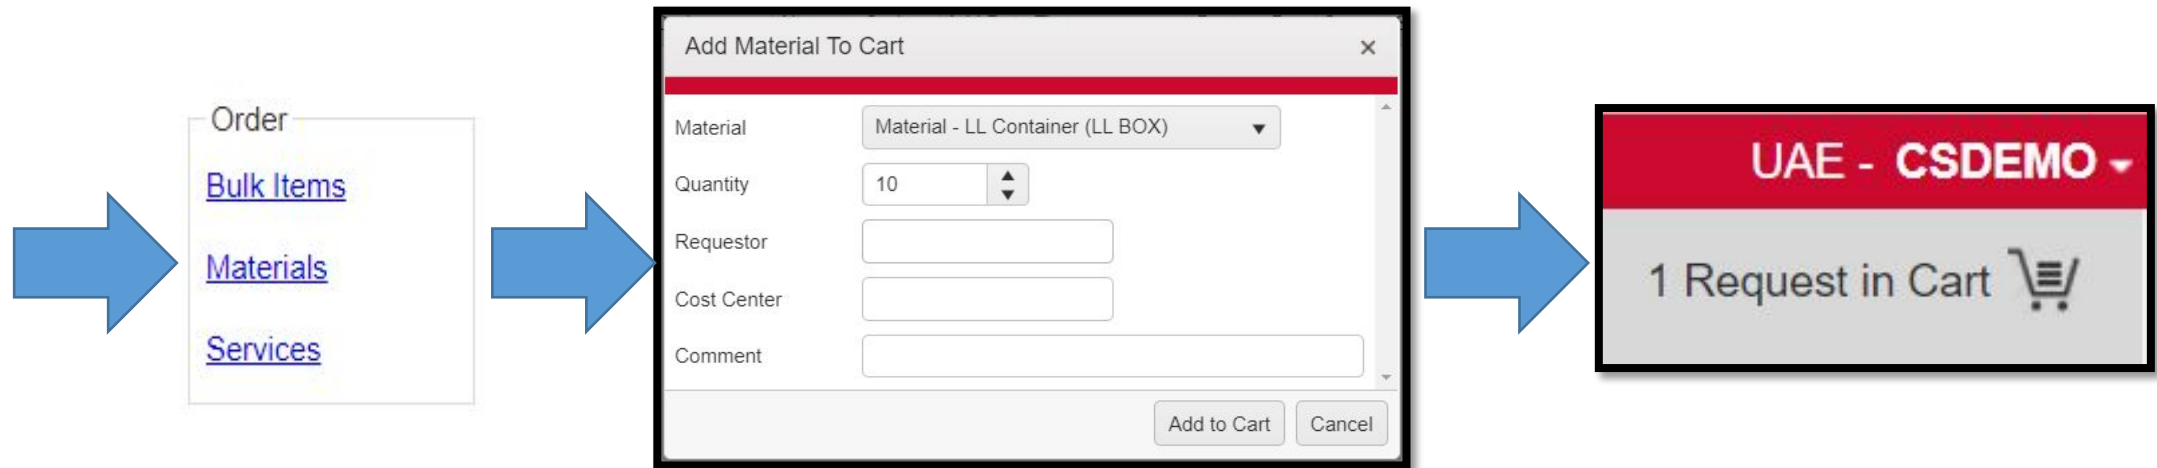 Order
Bulk Items
Materials
Services
Add Material To Cart
Material
Material - LL Container (LL BOX)
Quantity
10
Requestor
Cost Center
Comment
Add to Cart
Cancel
UAE - CSDEMO
1 Request in Cart